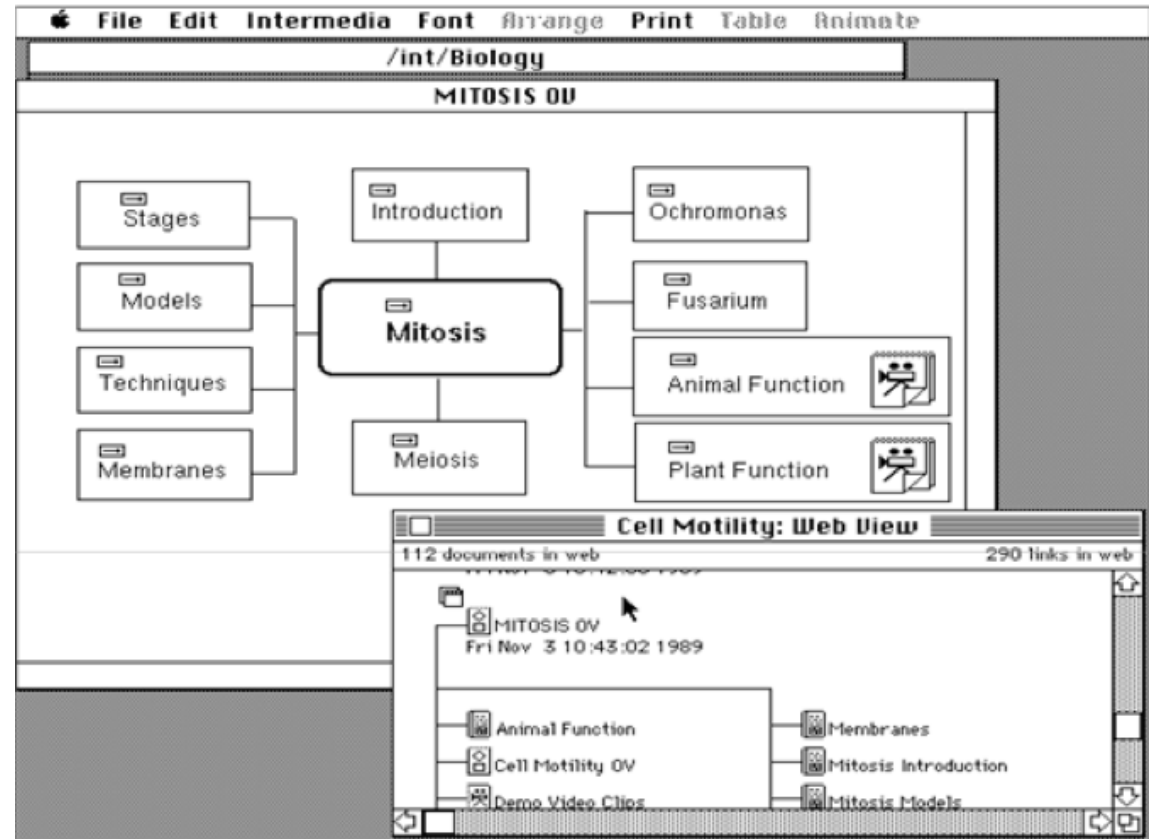 File Edit Intermedia Font Arrange Print Table Animate
/int/Biology
MITOSIS OV
Stages
Introduction
Ochromonas
Models
Mitosis
Fusarium
Techniques
Animal Function
Membranes
Meiosis
Plant Function
Cell Motility: Web View
112 documents in web 290 links in web
MITOSIS OV
Fri Nov 3 10:43:02 1989
Animal Function
Membranes
Cell Motility OV
Mitosis Introduction
Demo Video Clips
Mitosis Models